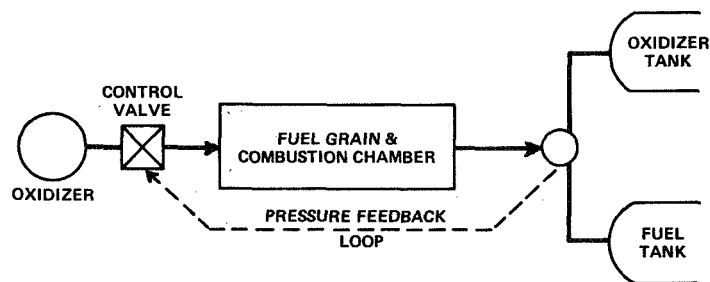 OXIDIZER
TANK
CONTROL
VALVE
FUEL GRAIN &
COMBUSTION CHAMBER
OXIDIZER
PRESSURE FEEDBACK
LOOP
FUEL
TANK